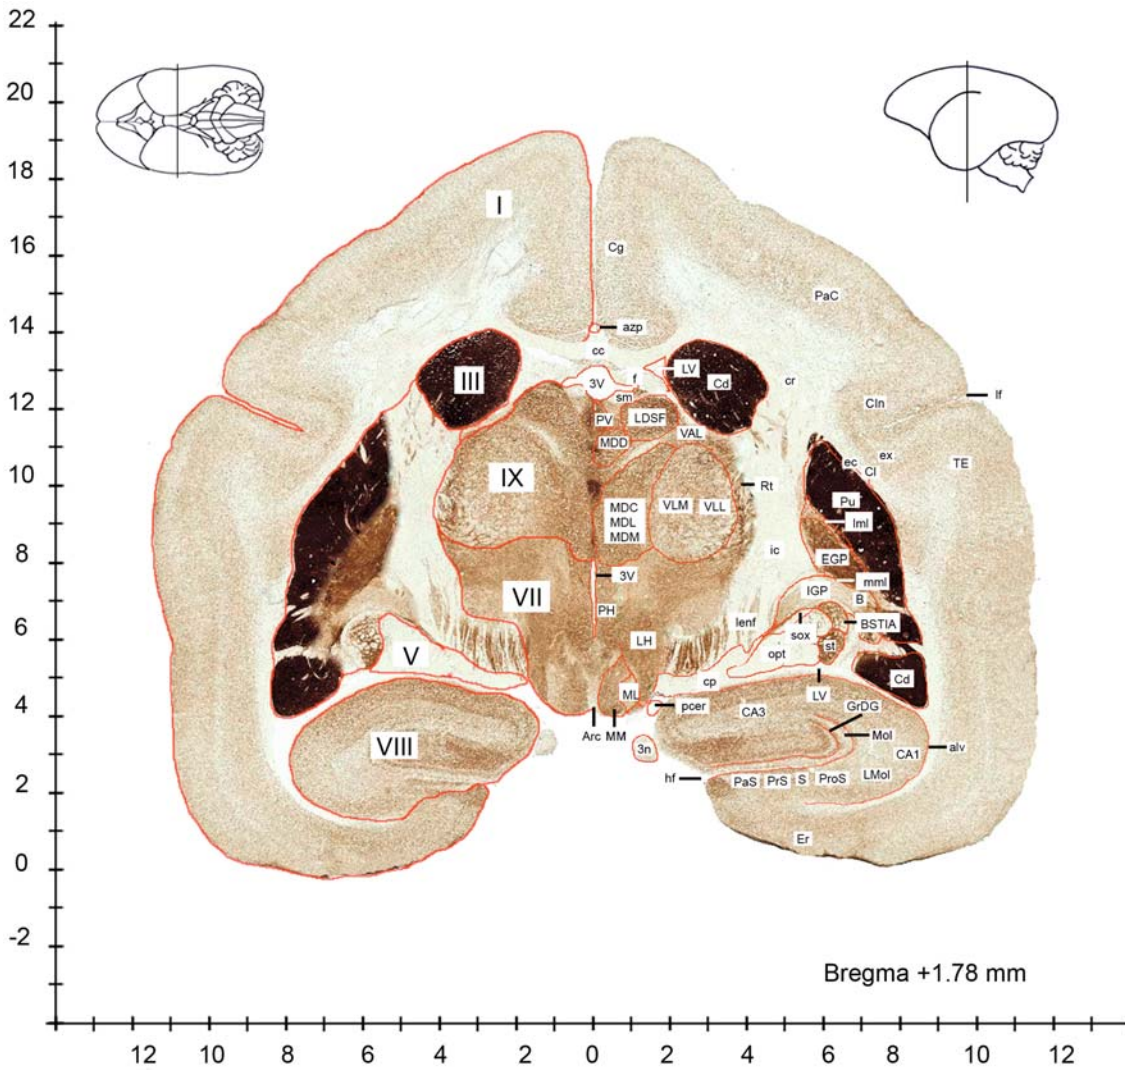 22
20
18
16
14
12
10
8
6
4
2
0
-2
I
Cg
PaC
azp
cc
III
3V
f
LV
Cd
cr
sm
lf
PV
LDSF
Cln
MDD
VAL
ec
ex
Cl
TE
IX
Rt
MDC
VLM
VLL
Pu
MDL
lml
MDM
ic
EGP
3V
mml
VII
IGP
B
PH
lenf
BSTIA
LH
sox
st
V
opt
cp
Cd
ML
LV
pcer
GrDG
CA3
Arc
MM
Mol
VIII
3n
CA1
alv
hf
PaS
PrS
S
ProS
LMol
Er
Bregma +1.78 mm
12 10 8 6 4 2 0 2 4 6 8 10 12